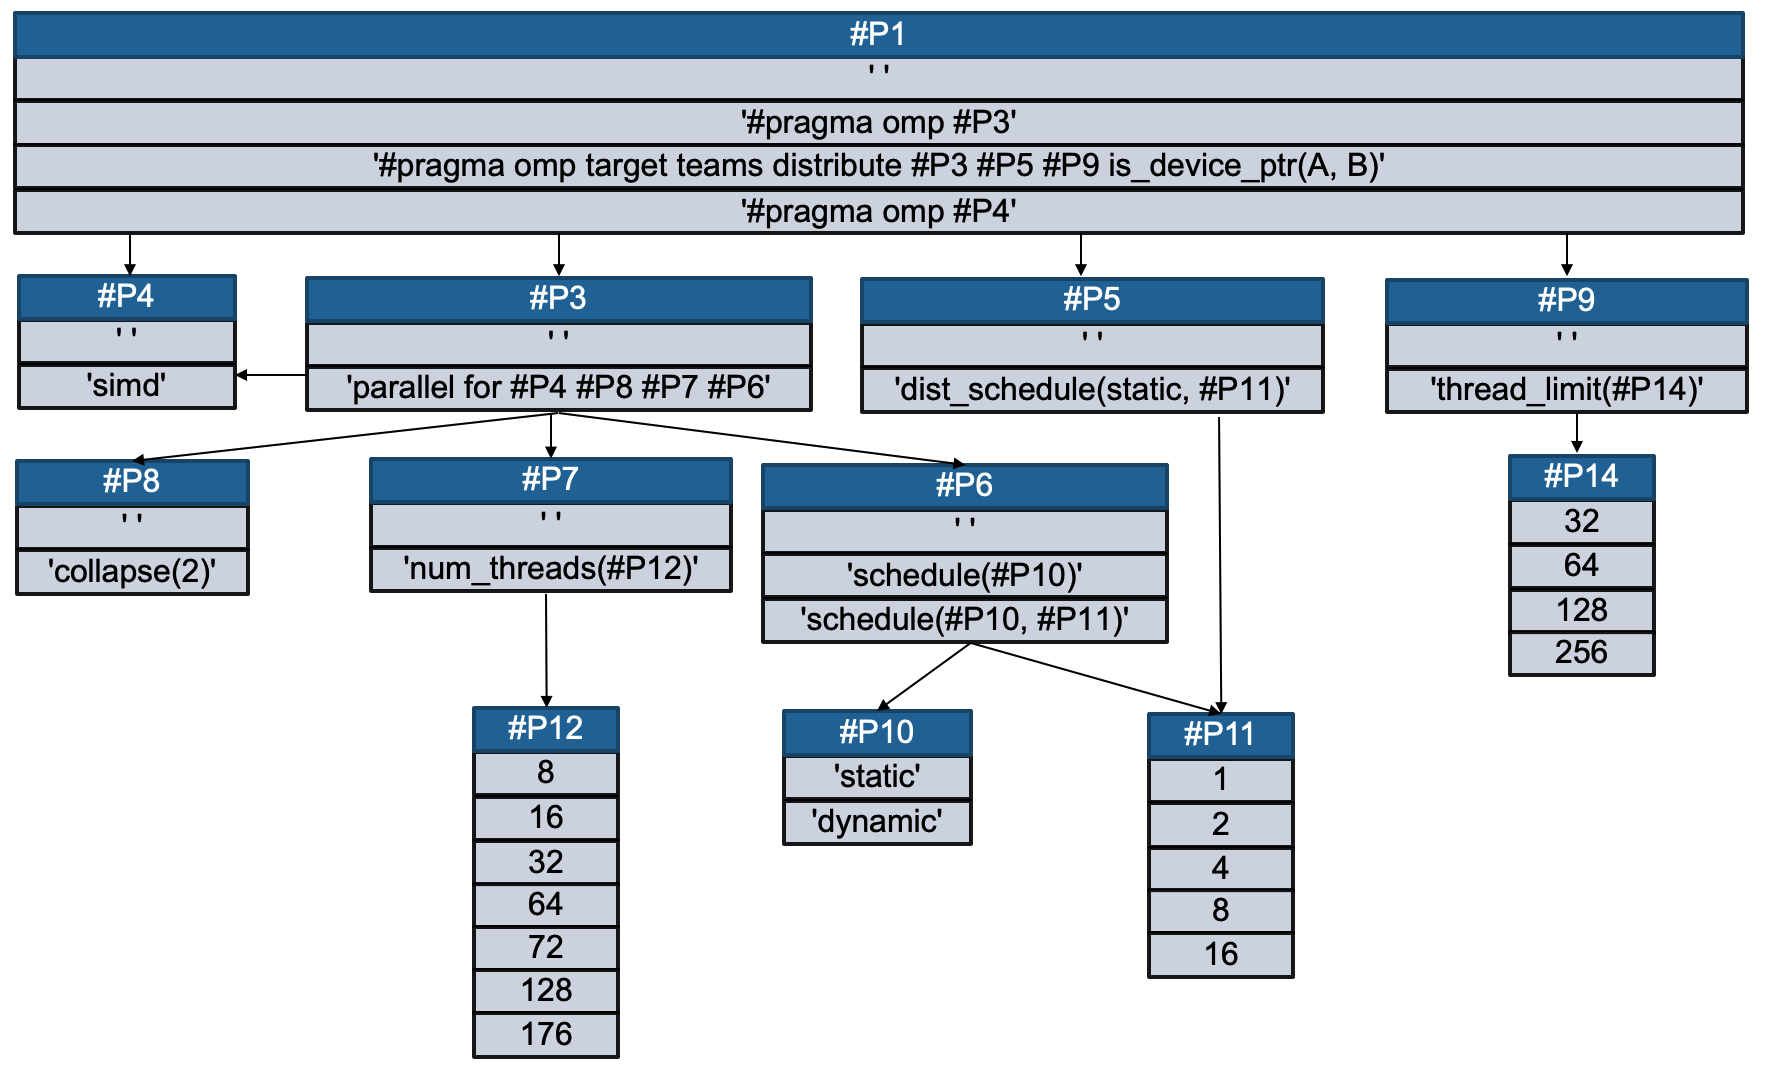 #P1
' '
'#pragma omp #P3'
'#pragma omp target teams distribute #P3 #P5 #P9 is_device_ptr(A, B)'
'#pragma omp #P4'
#P4
' '
'simd'
#P3
' '
'parallel for #P4 #P8 #P7 #P6'
#P5
' '
'dist_schedule(static, #P11)'
#P9
' '
'thread_limit(#P14)'
#P8
' '
'collapse(2)'
#P7
' '
'num_threads(#P12)'
#P6
' '
'schedule(#P10)'
'schedule(#P10, #P11)'
#P14
32
64
128
256
#P12
8
16
32
64
72
128
176
#P10
'static'
'dynamic'
#P11
1
2
4
8
16